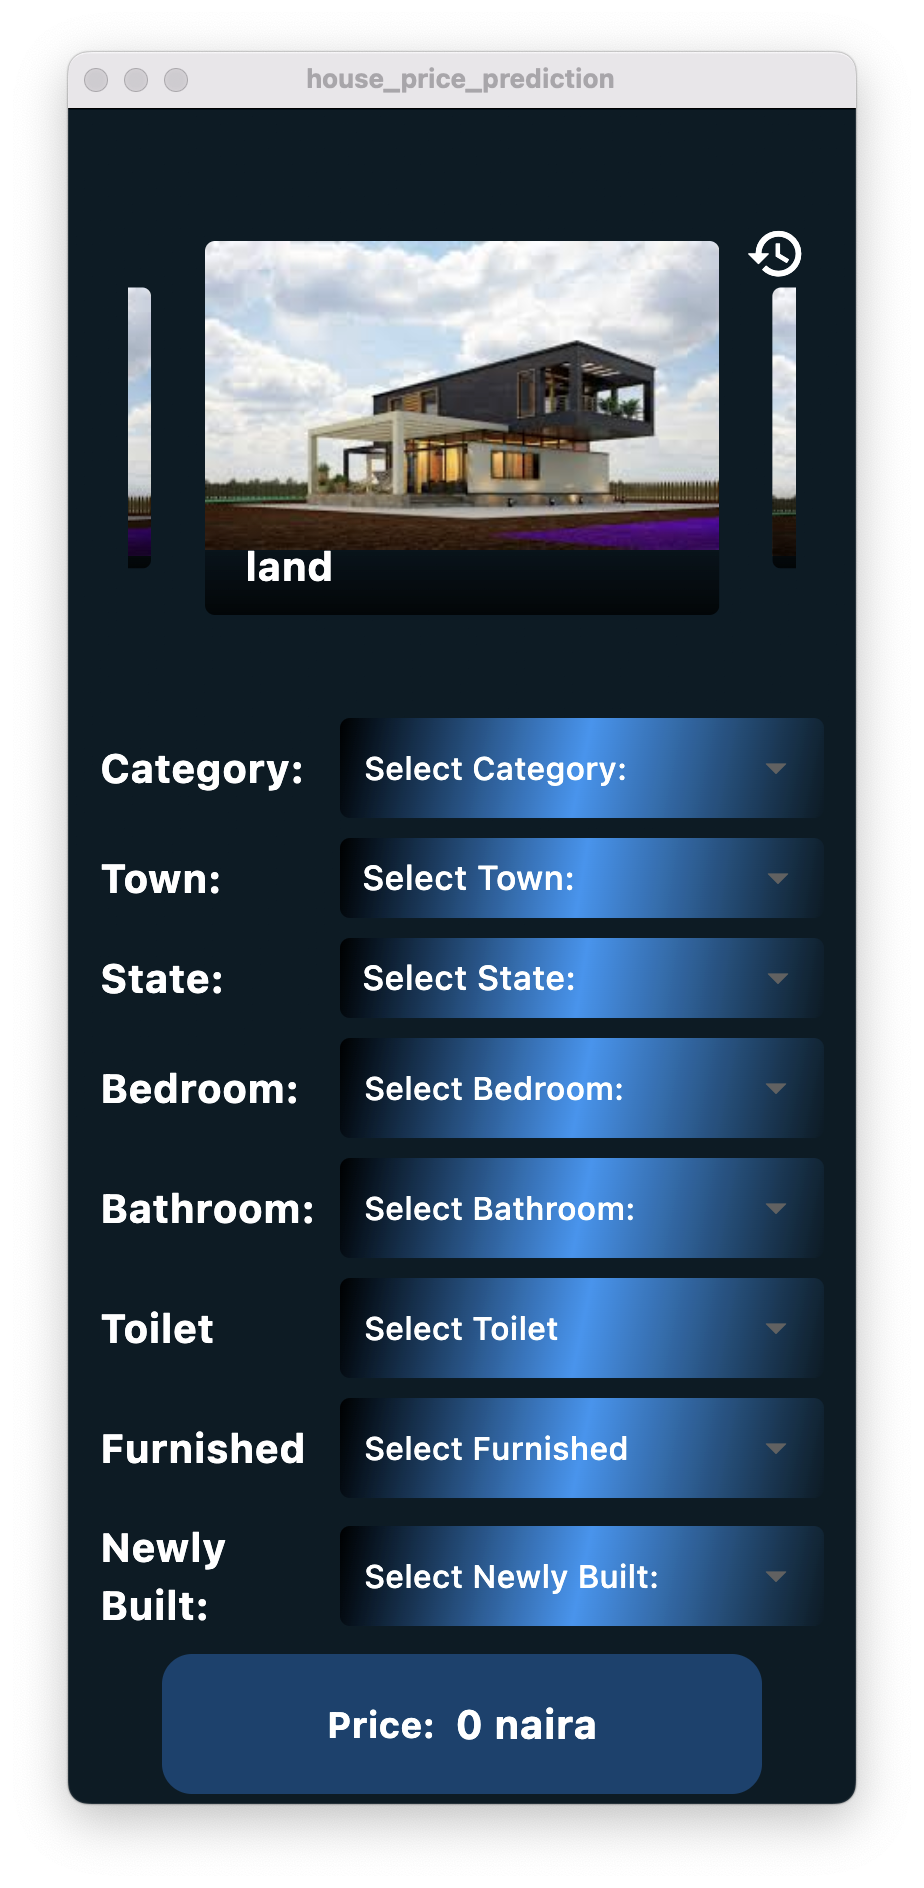 house_price_prediction
land
Category:
Select Category:
Town:
Select Town:
State:
Select State:
Bedroom:
Select Bedroom:
Bathroom:
Select Bathroom:
Toilet
Select Toilet
Furnished
Select Furnished
Newly
Built:
Select Newly Built:
Price: 0 naira